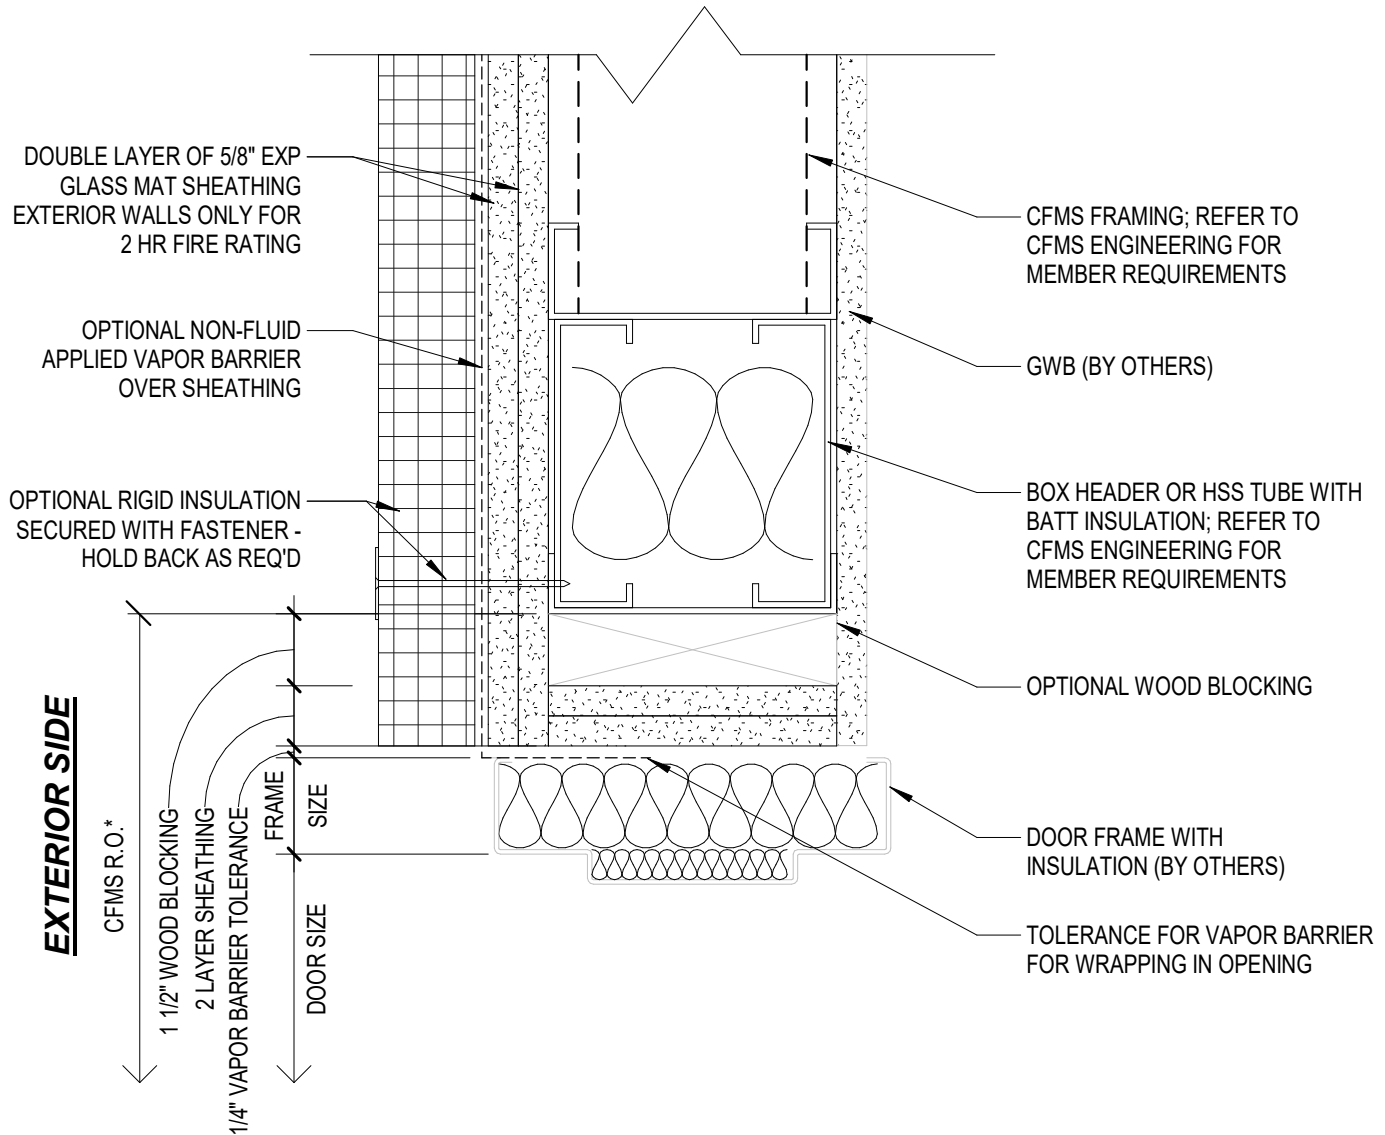 DOUBLE LAYER OF 5/8" EXP
GLASS MAT SHEATHING
EXTERIOR WALLS ONLY FOR
2 HR FIRE RATING
OPTIONAL NON-FLUID
APPLIED VAPOR BARRIER
OVER SHEATHING
OPTIONAL RIGID INSULATION
SECURED WITH FASTENER -
HOLD BACK AS REQ'D
EXTERIOR SIDE
CFMS R.O.*
1 1/2" WOOD BLOCKING
2 LAYER SHEATHING
1/4" VAPOR BARRIER TOLERANCE
FRAME
SIZE
DOOR SIZE
CFMS FRAMING; REFER TO
CFMS ENGINEERING FOR
MEMBER REQUIREMENTS
GWB (BY OTHERS)
BOX HEADER OR HSS TUBE WITH
BATT INSULATION; REFER TO
CFMS ENGINEERING FOR
MEMBER REQUIREMENTS
OPTIONAL WOOD BLOCKING
DOOR FRAME WITH
INSULATION (BY OTHERS)
TOLERANCE FOR VAPOR BARRIER
FOR WRAPPING IN OPENING